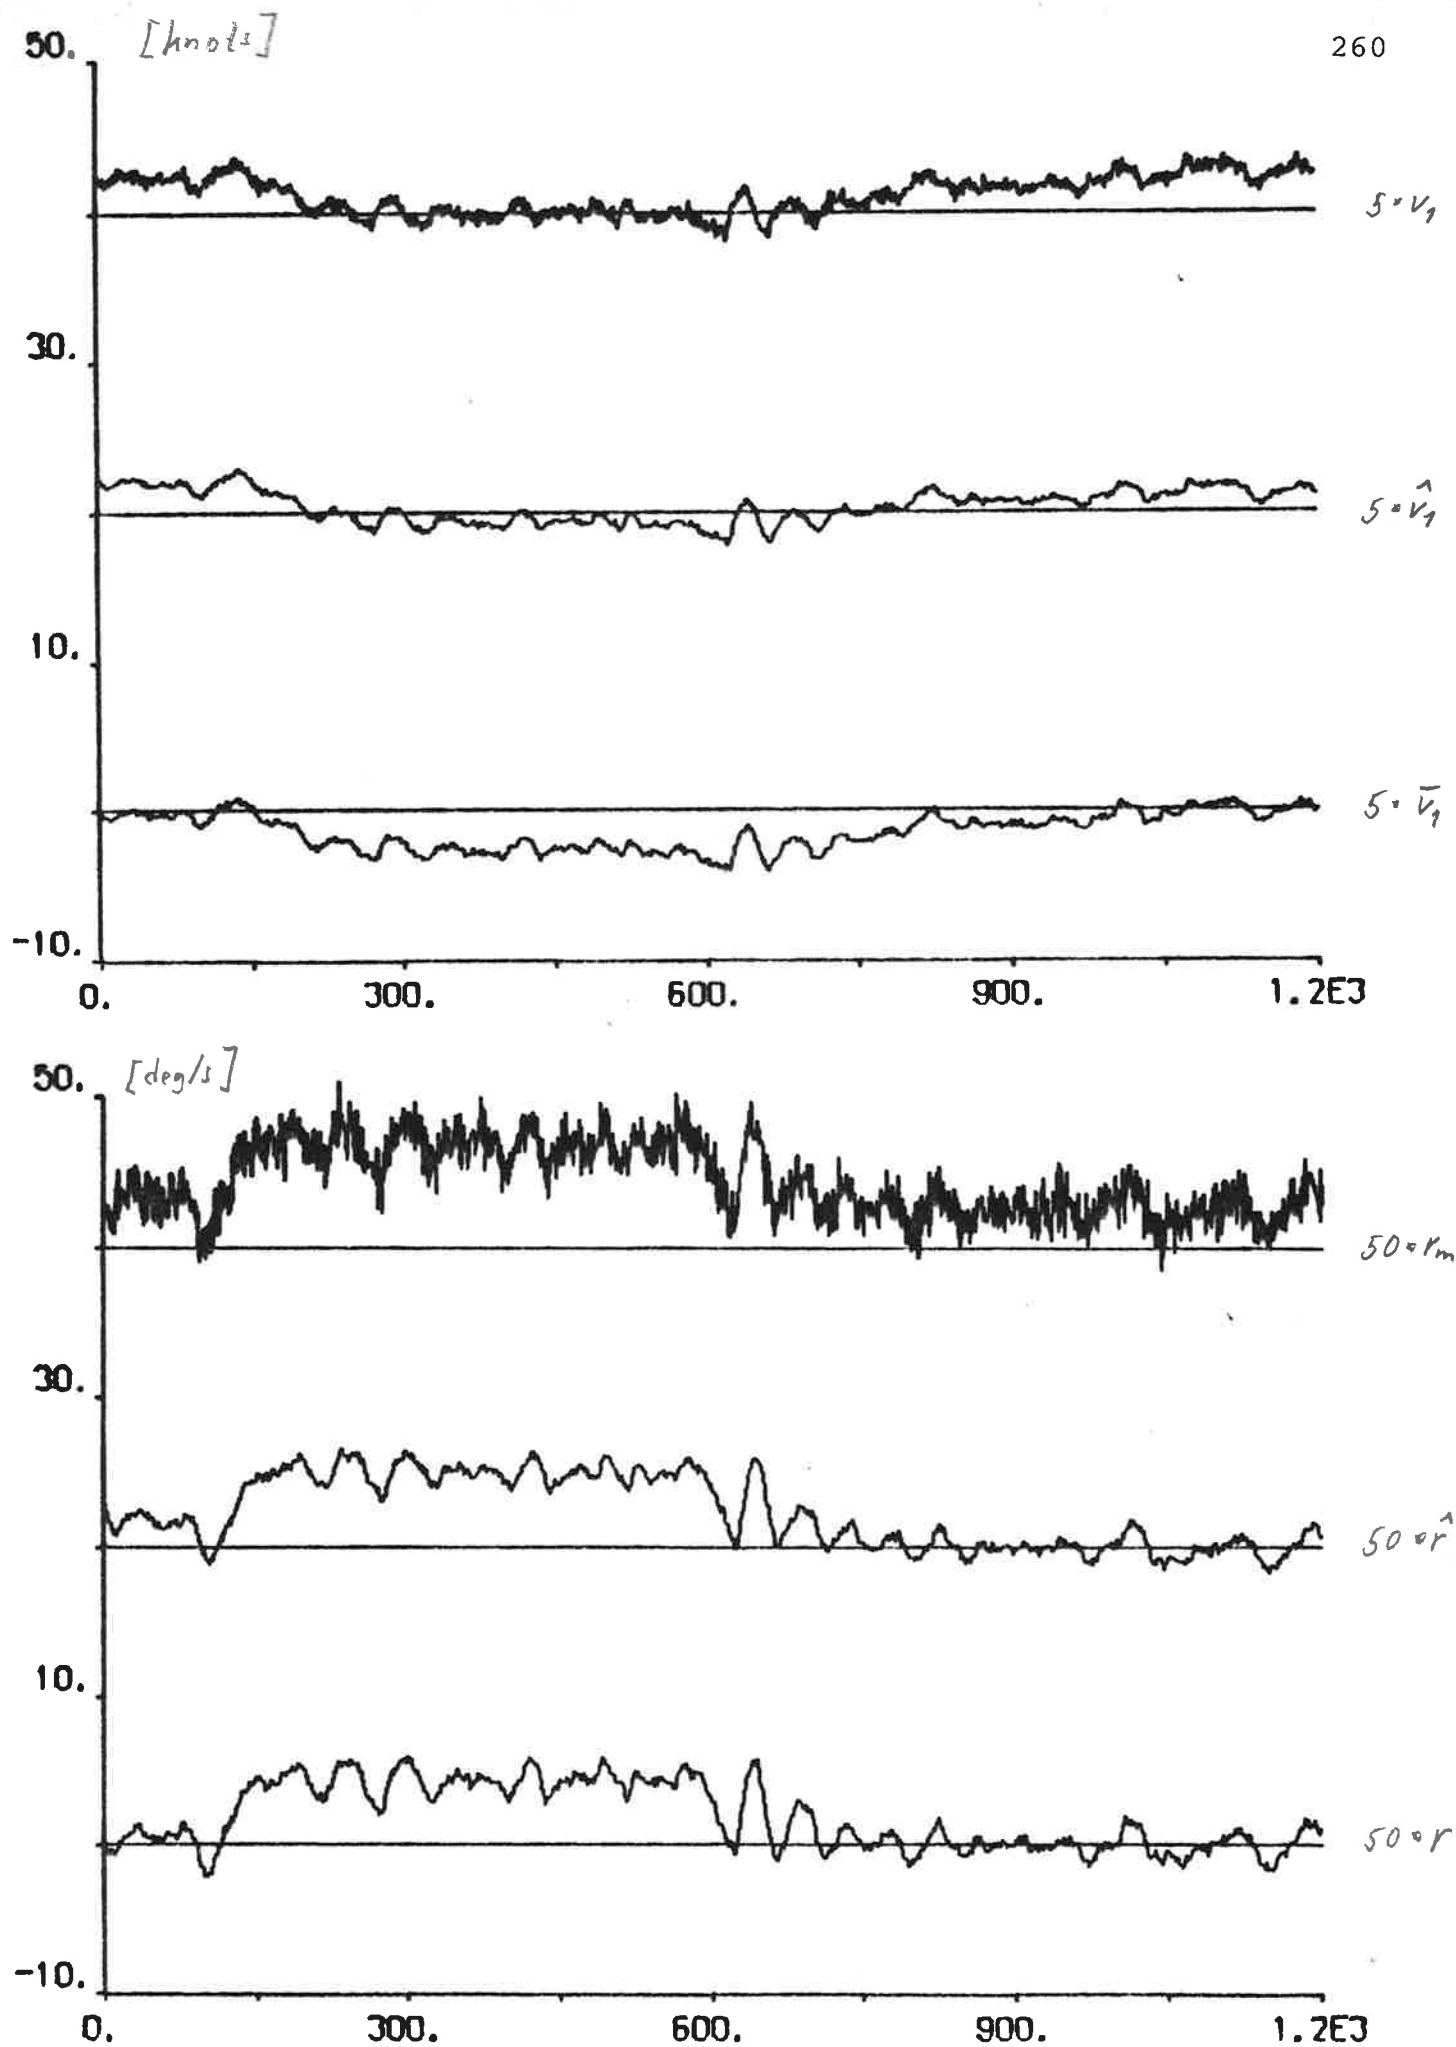 260
50. [knots]
5·v₁
30.
5·v̂₁
10.
5·v̄₁
-10.
0. 300. 600. 900. 1.2E3
50. [deg/s]
50·rₘ
30.
50·r̂
10.
50·r
-10.
0. 300. 600. 900. 1.2E3